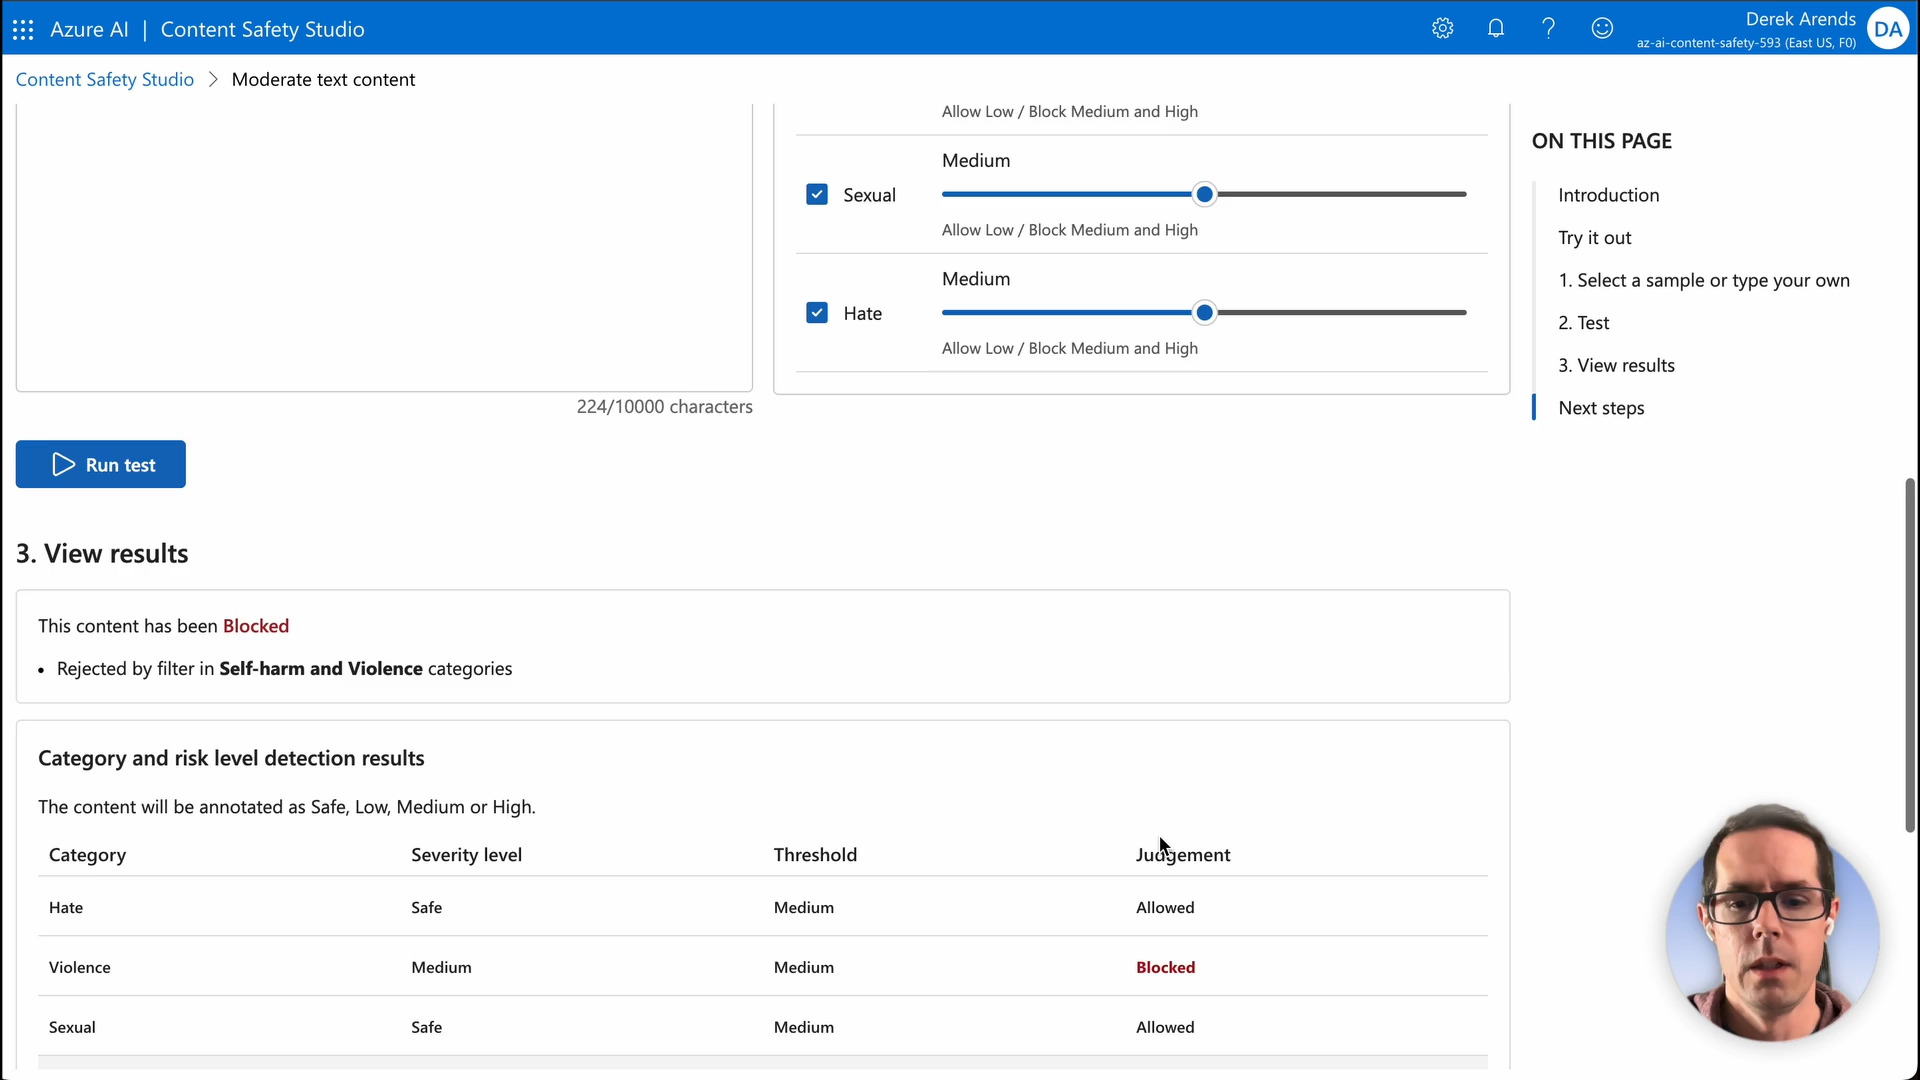 Azure AI | Content Safety Studio
Derek Arends
az-ai-content-safety-593 (East US, F0)
DA
Content Safety Studio > Moderate text content
Allow Low / Block Medium and High
Medium
Sexual
Allow Low / Block Medium and High
Medium
Hate
Allow Low / Block Medium and High
224/10000 characters
Run test
ON THIS PAGE
Introduction
Try it out
1. Select a sample or type your own
2. Test
3. View results
Next steps
3. View results
This content has been Blocked
• Rejected by filter in Self-harm and Violence categories
Category and risk level detection results
The content will be annotated as Safe, Low, Medium or High.
Category Severity level Threshold Judgement
Hate Safe Medium Allowed
Violence Medium Medium Blocked
Sexual Safe Medium Allowed